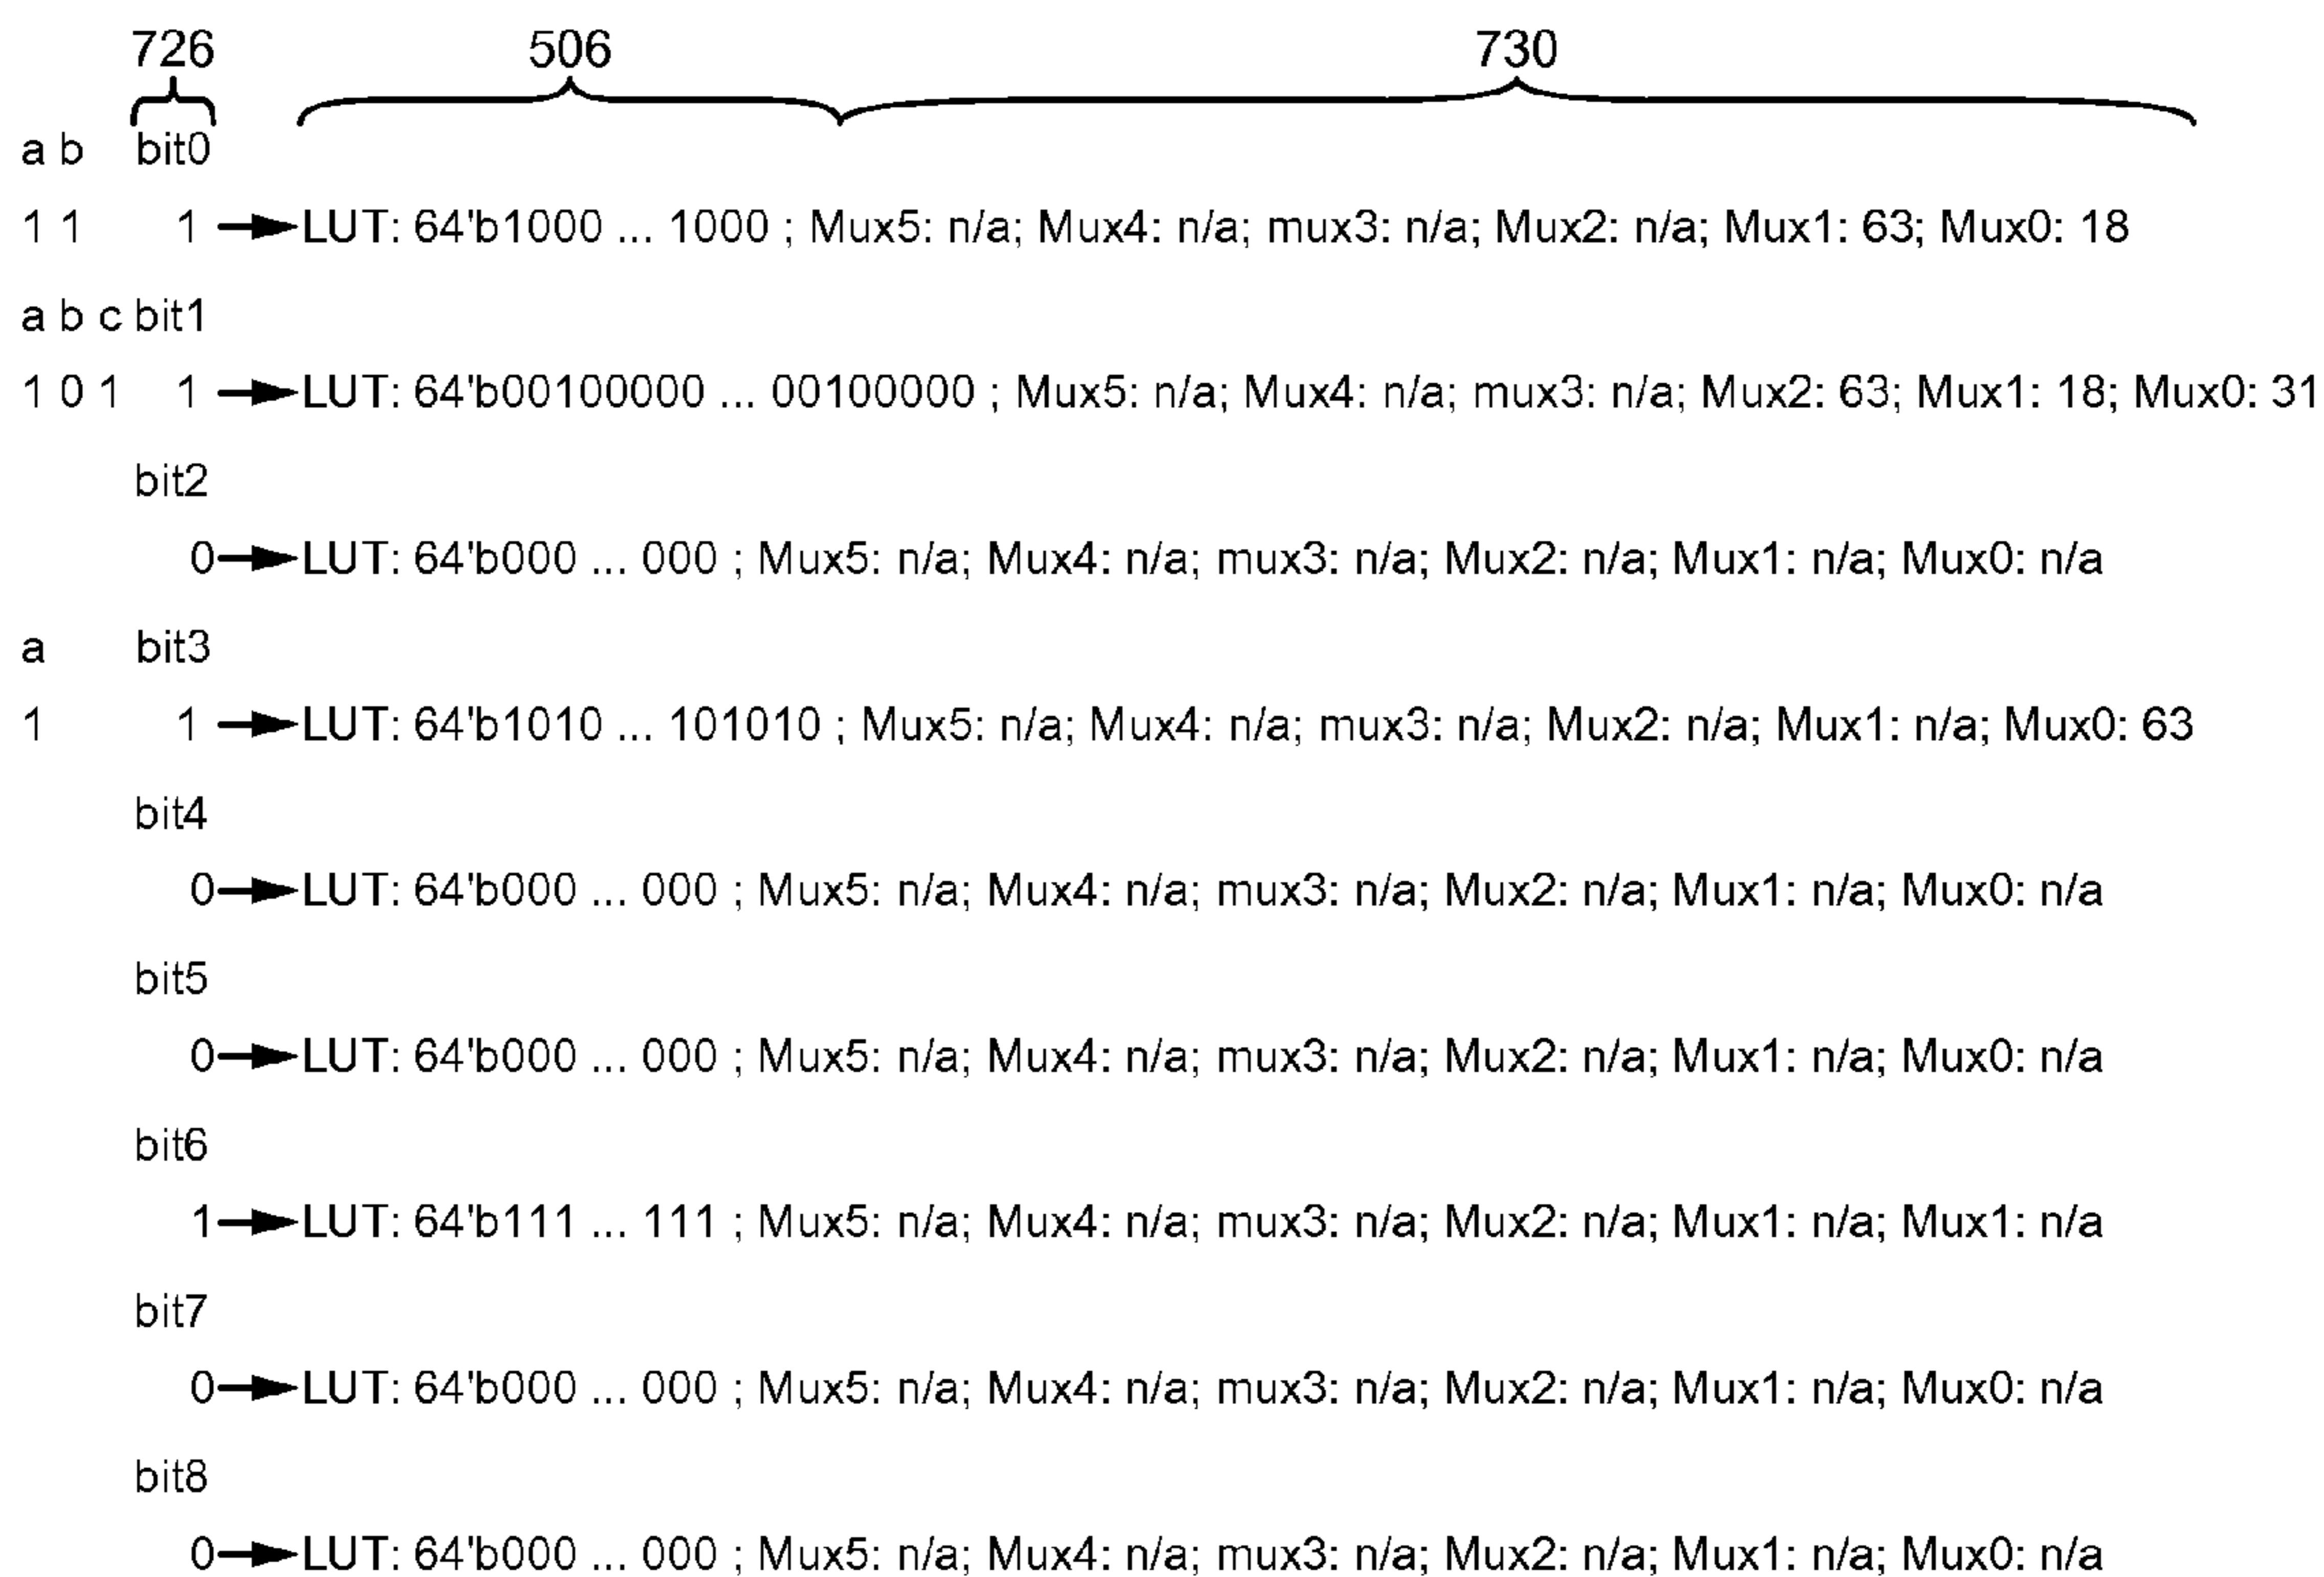 726 506 730
a b bit0
1 1 1 LUT: 64'b1000 ... 1000 ; Mux5: n/a; Mux4: n/a; mux3: n/a; Mux2: n/a; Mux1: 63; Mux0: 18
a b c bit1
1 0 1 1 LUT: 64'b00100000 ... 00100000 ; Mux5: n/a; Mux4: n/a; mux3: n/a; Mux2: 63; Mux1: 18; Mux0: 31
bit2
0 LUT: 64'b000 ... 000 ; Mux5: n/a; Mux4: n/a; mux3: n/a; Mux2: n/a; Mux1: n/a; Mux0: n/a
a bit3
1 1 LUT: 64'b1010 ... 101010 ; Mux5: n/a; Mux4: n/a; mux3: n/a; Mux2: n/a; Mux1: n/a; Mux0: 63
bit4
0 LUT: 64'b000 ... 000 ; Mux5: n/a; Mux4: n/a; mux3: n/a; Mux2: n/a; Mux1: n/a; Mux0: n/a
bit5
0 LUT: 64'b000 ... 000 ; Mux5: n/a; Mux4: n/a; mux3: n/a; Mux2: n/a; Mux1: n/a; Mux0: n/a
bit6
1 LUT: 64'b111 ... 111 ; Mux5: n/a; Mux4: n/a; mux3: n/a; Mux2: n/a; Mux1: n/a; Mux1: n/a
bit7
0 LUT: 64'b000 ... 000 ; Mux5: n/a; Mux4: n/a; mux3: n/a; Mux2: n/a; Mux1: n/a; Mux0: n/a
bit8
0 LUT: 64'b000 ... 000 ; Mux5: n/a; Mux4: n/a; mux3: n/a; Mux2: n/a; Mux1: n/a; Mux0: n/a